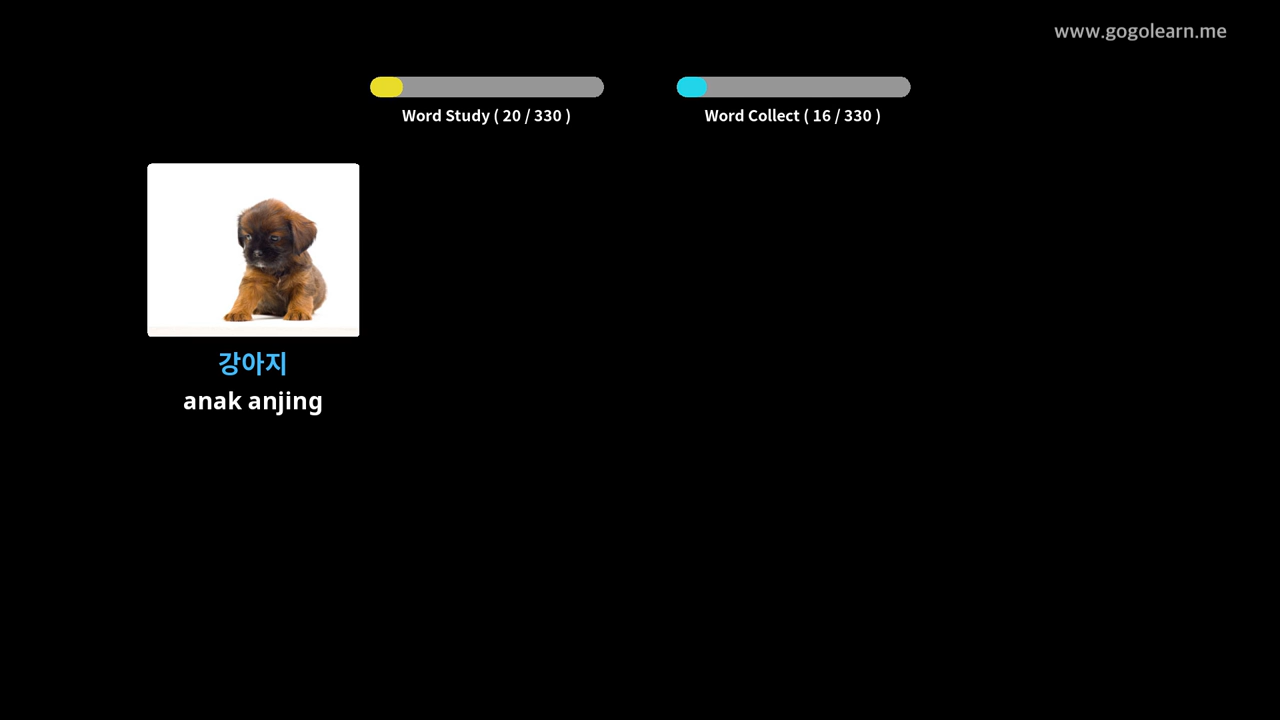 www.gogolearn.me
Word Study ( 20 / 330 )
Word Collect ( 16 / 330 )
강아지
anak anjing